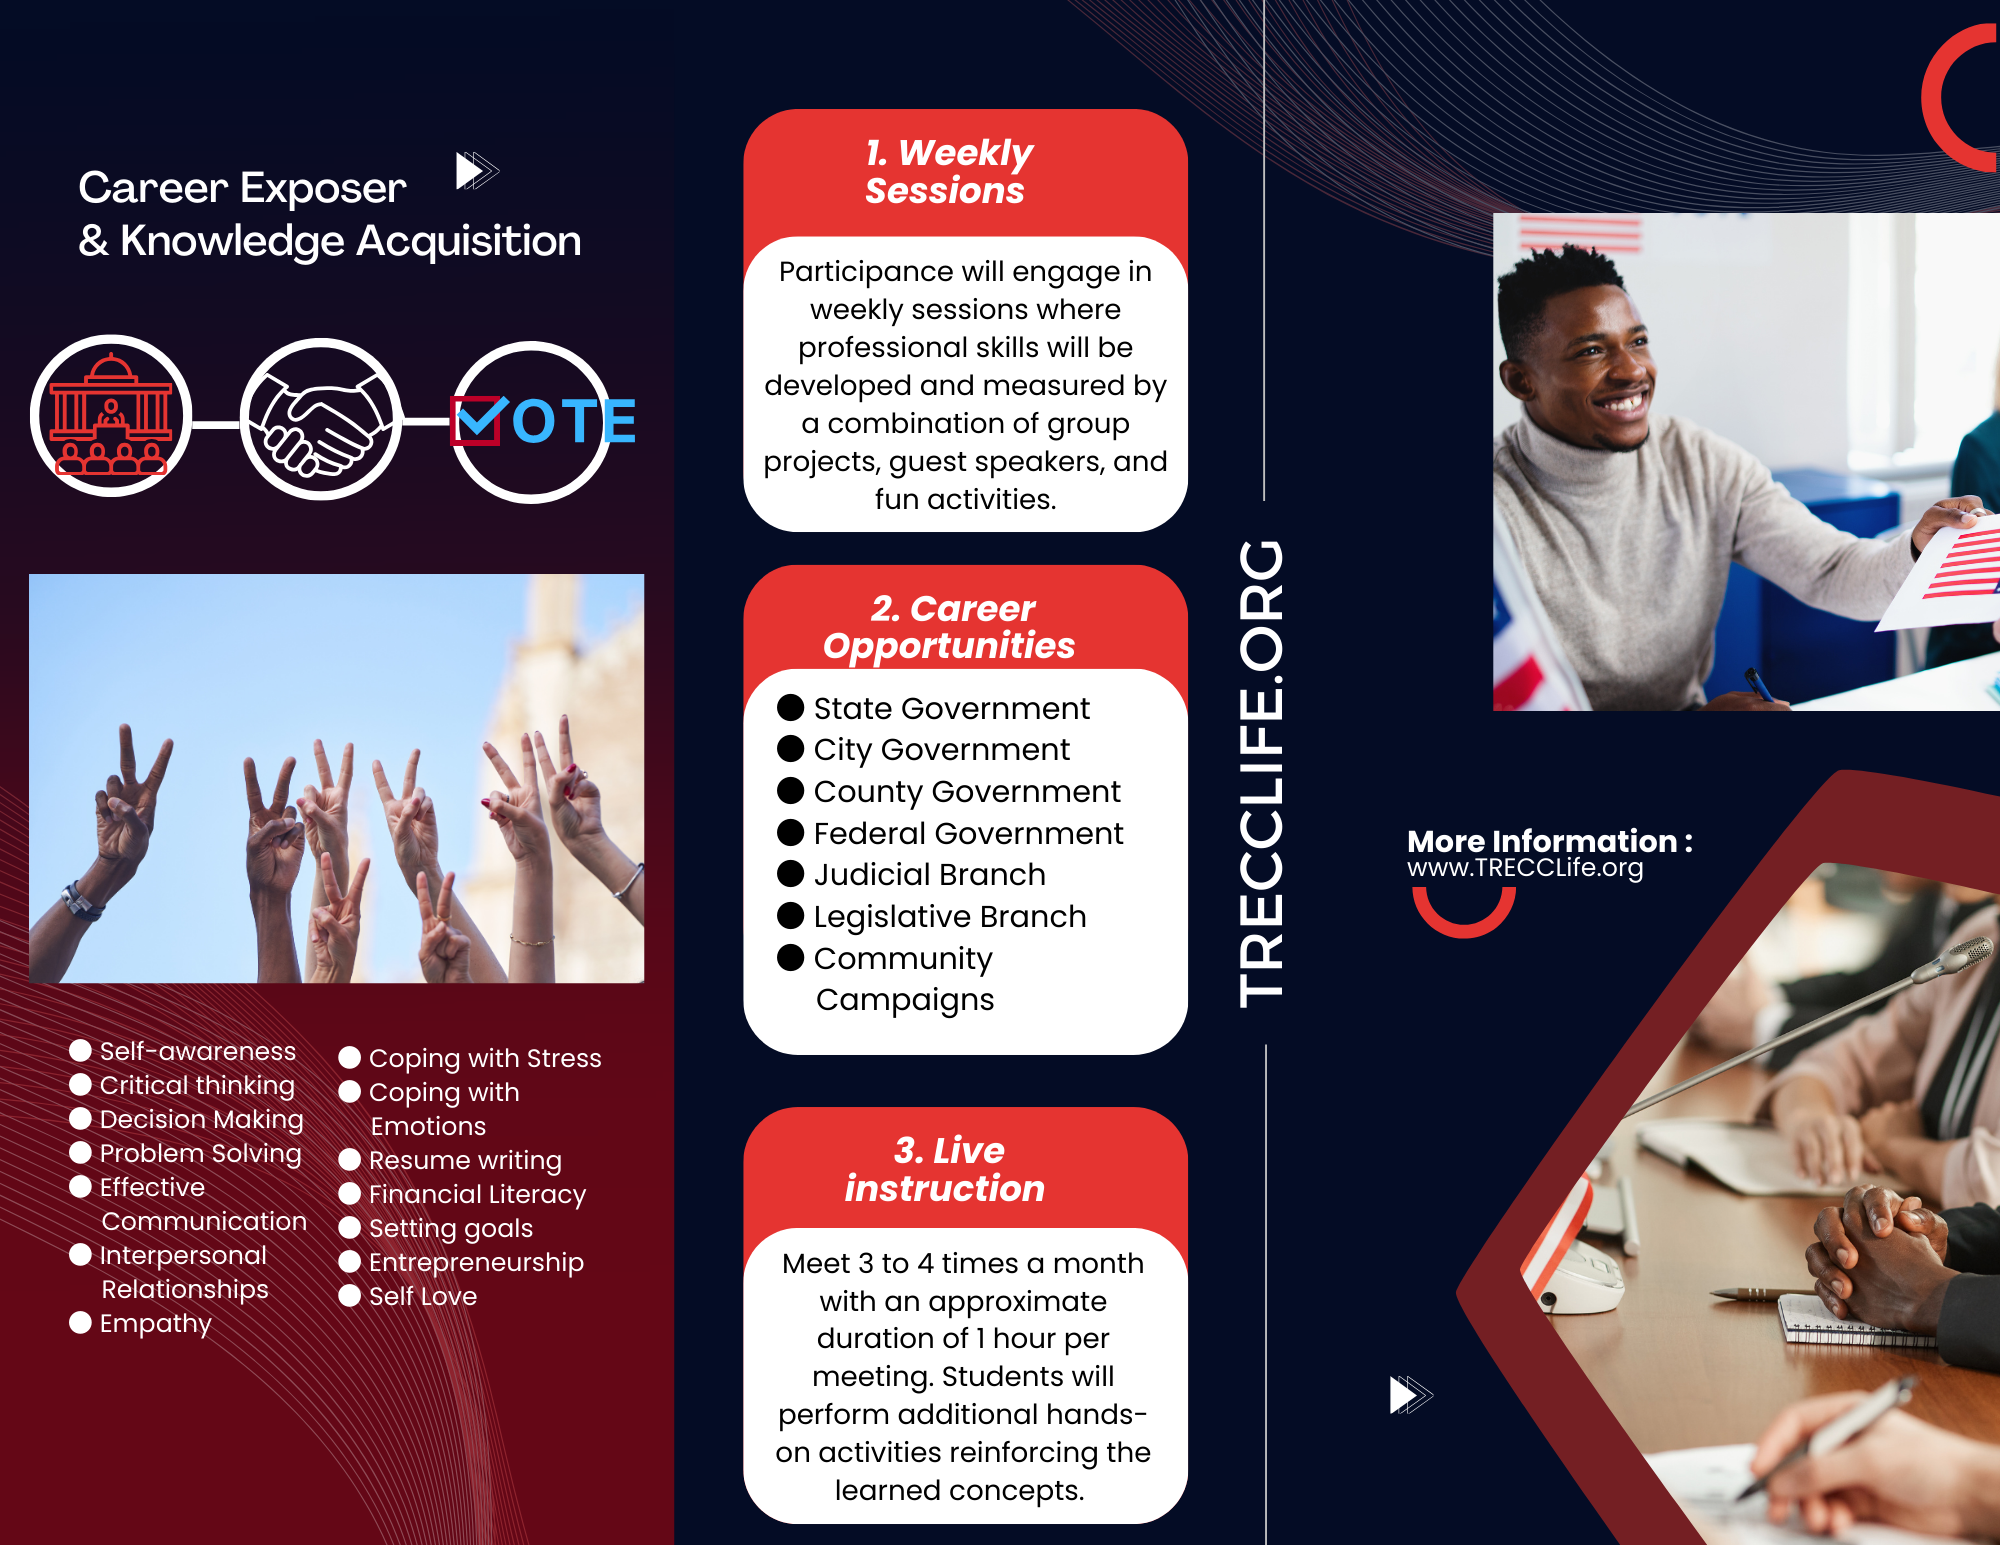 Career Exposer
& Knowledge Acquisition
OTE
Self-awareness
Critical thinking
Decision Making
Problem Solving
Effective
Communication
Interpersonal
Relationships
Empathy
Coping with Stress
Coping with
Emotions
Resume writing
Financial Literacy
Setting goals
Entrepreneurship
Self Love
1. Weekly
Sessions
Participance will engage in
weekly sessions where
professional skills will be
developed and measured by
a combination of group
projects, guest speakers, and
fun activities.
2. Career
Opportunities
State Government
City Government
County Government
Federal Government
Judicial Branch
Legislative Branch
Community
Campaigns
3. Live
instruction
Meet 3 to 4 times a month
with an approximate
duration of 1 hour per
meeting. Students will
perform additional hands-
on activities reinforcing the
learned concepts.
TRECCLIFE.ORG
More Information :
www.TRECCLife.org